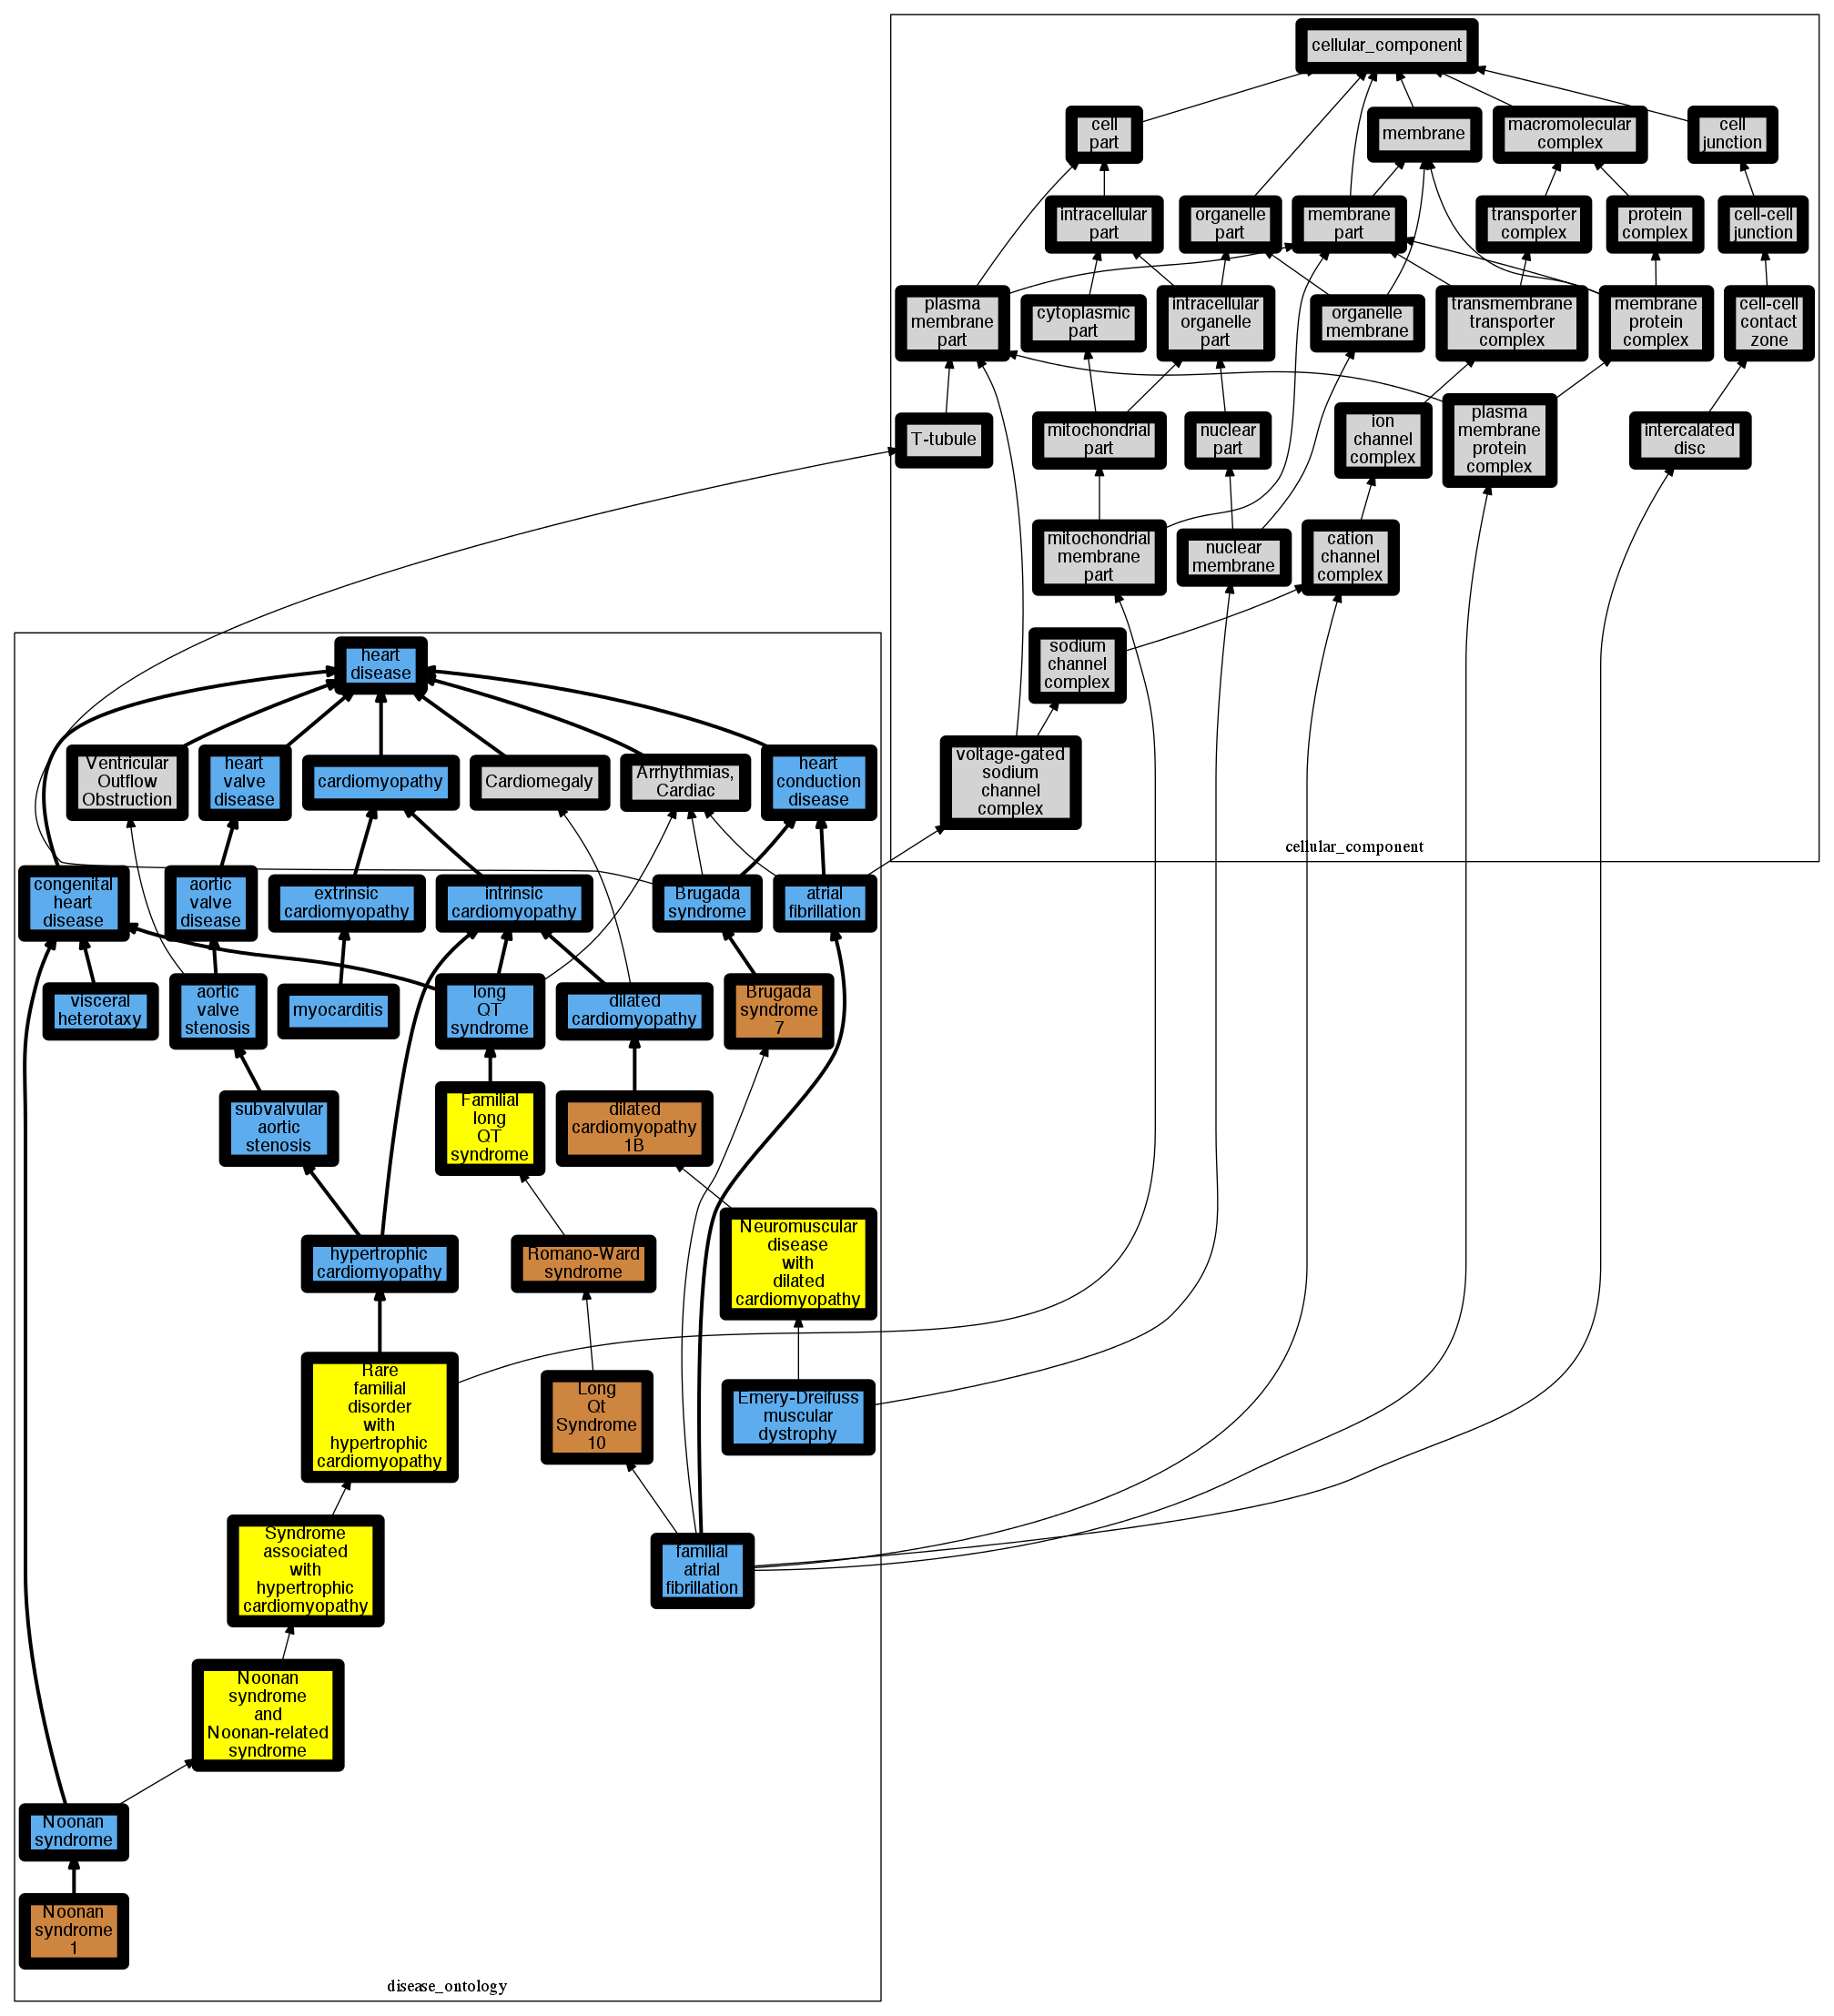 cellular_component
cell
part
membrane
macromolecular
complex
cell
junction
intracellular
part
organelle
part
membrane
part
transporter
complex
protein
complex
cell-cell
junction
plasma
membrane
part
cytoplasmic
part
intracellular
organelle
part
organelle
membrane
transmembrane
transporter
complex
membrane
protein
complex
cell-cell
contact
zone
T-tubule
mitochondrial
part
nuclear
part
ion
channel
complex
plasma
membrane
protein
complex
intercalated
disc
mitochondrial
membrane
part
nuclear
membrane
cation
channel
complex
sodium
channel
complex
voltage-gated
sodium
channel
complex
cellular_component
heart
disease
Ventricular
Outflow
Obstruction
heart
valve
disease
cardiomyopathy
Cardiomegaly
Arrhythmias,
Cardiac
heart
conduction
disease
congenital
heart
disease
aortic
valve
disease
extrinsic
cardiomyopathy
intrinsic
cardiomyopathy
Brugada
syndrome
atrial
fibrillation
visceral
heterotaxy
aortic
valve
stenosis
myocarditis
long
QT
syndrome
dilated
cardiomyopathy
Brugada
syndrome
7
subvalvular
aortic
stenosis
Familial
long
QT
syndrome
dilated
cardiomyopathy
1B
hypertrophic
cardiomyopathy
Romano-Ward
syndrome
Neuromuscular
disease
with
dilated
cardiomyopathy
Rare
familial
disorder
with
hypertrophic
cardiomyopathy
Long
Qt
Syndrome
10
Emery-Dreifuss
muscular
dystrophy
Syndrome
associated
with
hypertrophic
cardiomyopathy
familial
atrial
fibrillation
Noonan
syndrome
and
Noonan-related
syndrome
Noonan
syndrome
Noonan
syndrome
1
disease_ontology